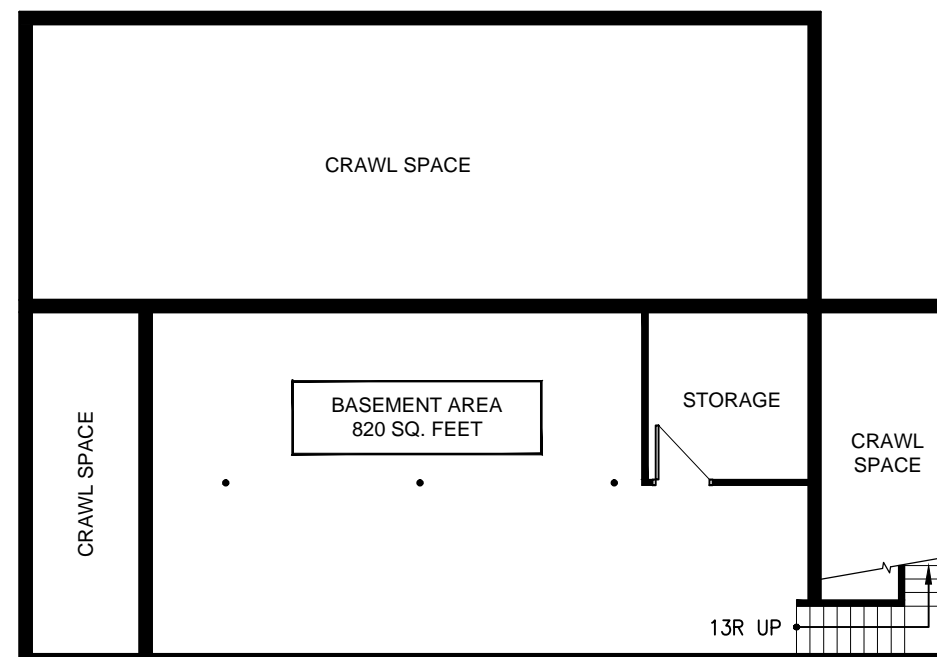 CRAWL SPACE
BASEMENT AREA
820 SQ. FEET
STORAGE
CRAWL SPACE
CRAWL
SPACE
13R UP